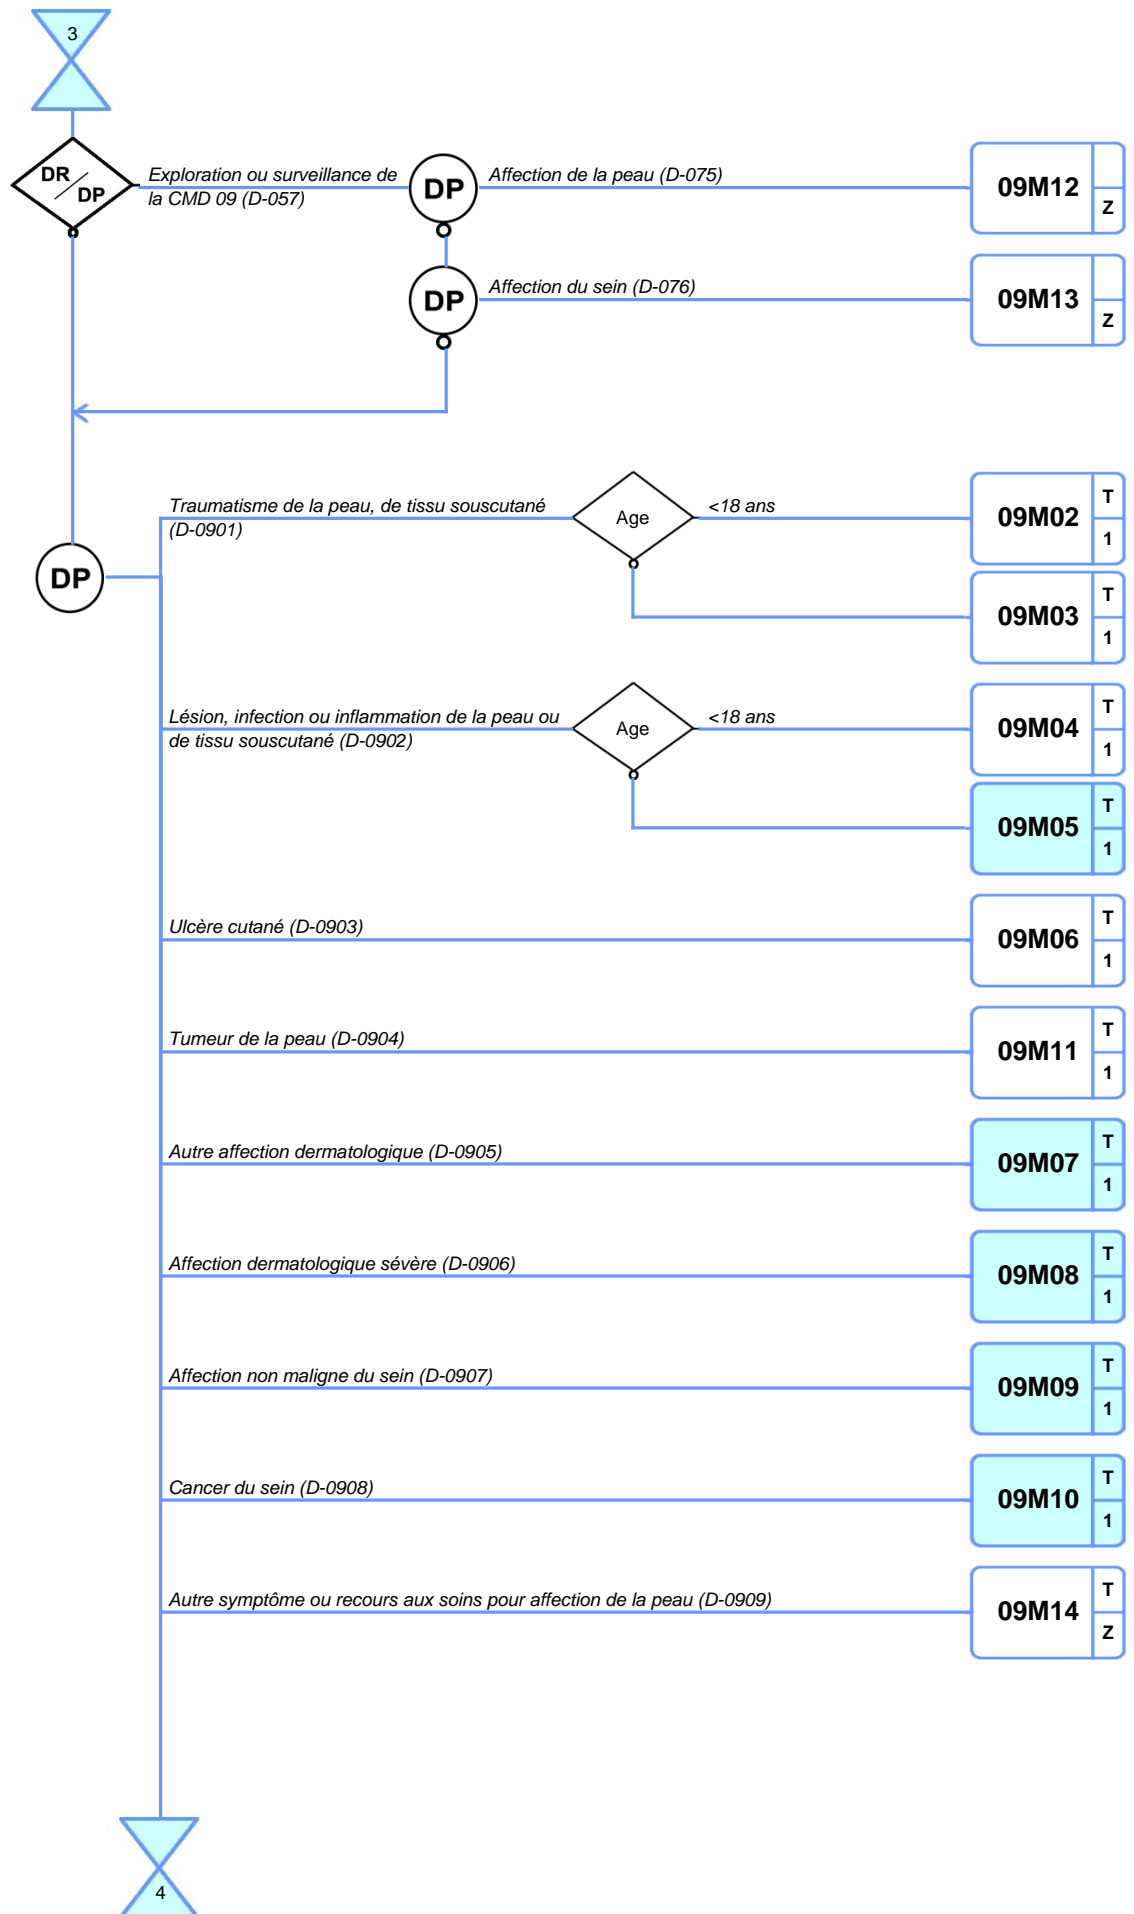 3
DR
DP
Exploration ou surveillance de
la CMD 09 (D-057)
DP
Affection de la peau (D-075)
09M12
Z
DP
Affection du sein (D-076)
09M13
Z
DP
Traumatisme de la peau, de tissu souscutané
(D-0901)
Age
<18 ans
09M02
T
1
09M03
T
1
Lésion, infection ou inflammation de la peau ou
de tissu souscutané (D-0902)
Age
<18 ans
09M04
T
1
09M05
T
1
Ulcère cutané (D-0903)
09M06
T
1
Tumeur de la peau (D-0904)
09M11
T
1
Autre affection dermatologique (D-0905)
09M07
T
1
Affection dermatologique sévère (D-0906)
09M08
T
1
Affection non maligne du sein (D-0907)
09M09
T
1
Cancer du sein (D-0908)
09M10
T
1
Autre symptôme ou recours aux soins pour affection de la peau (D-0909)
09M14
T
Z
4